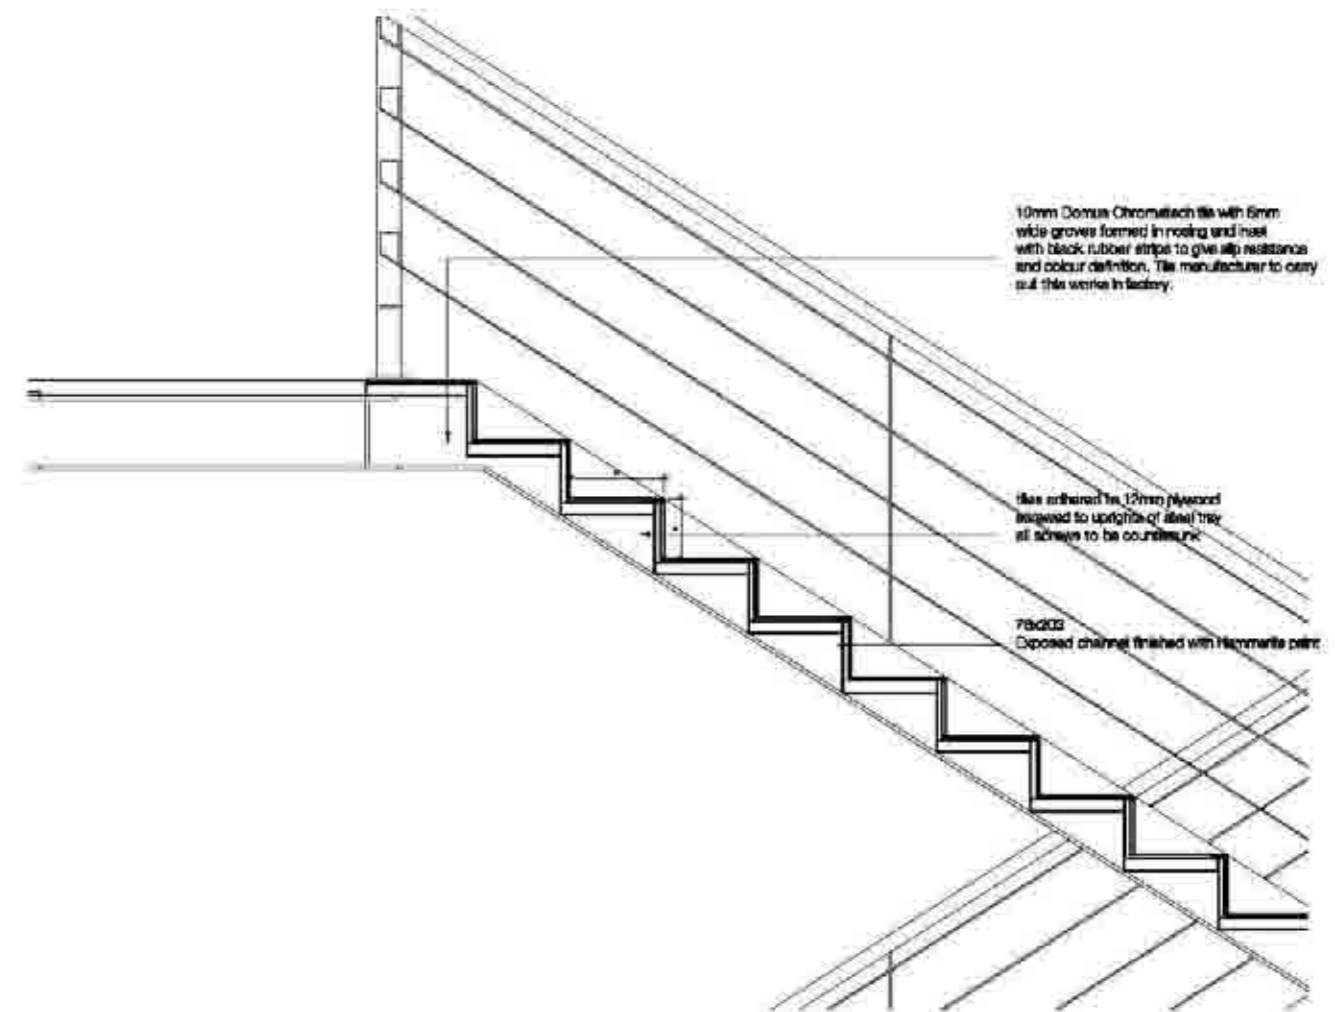 10mm Domus Chromatech tile with 6mm
wide groves formed in nosing and inset
with black rubber strips to give slip resistance
and colour definition. Tile manufacturer to carry
out this works in factory.
tiles adhered to 12mm plywood
screwed to uprights of steel tray
all screws to be countersunk
76x203
Exposed channel finished with Hammerite paint